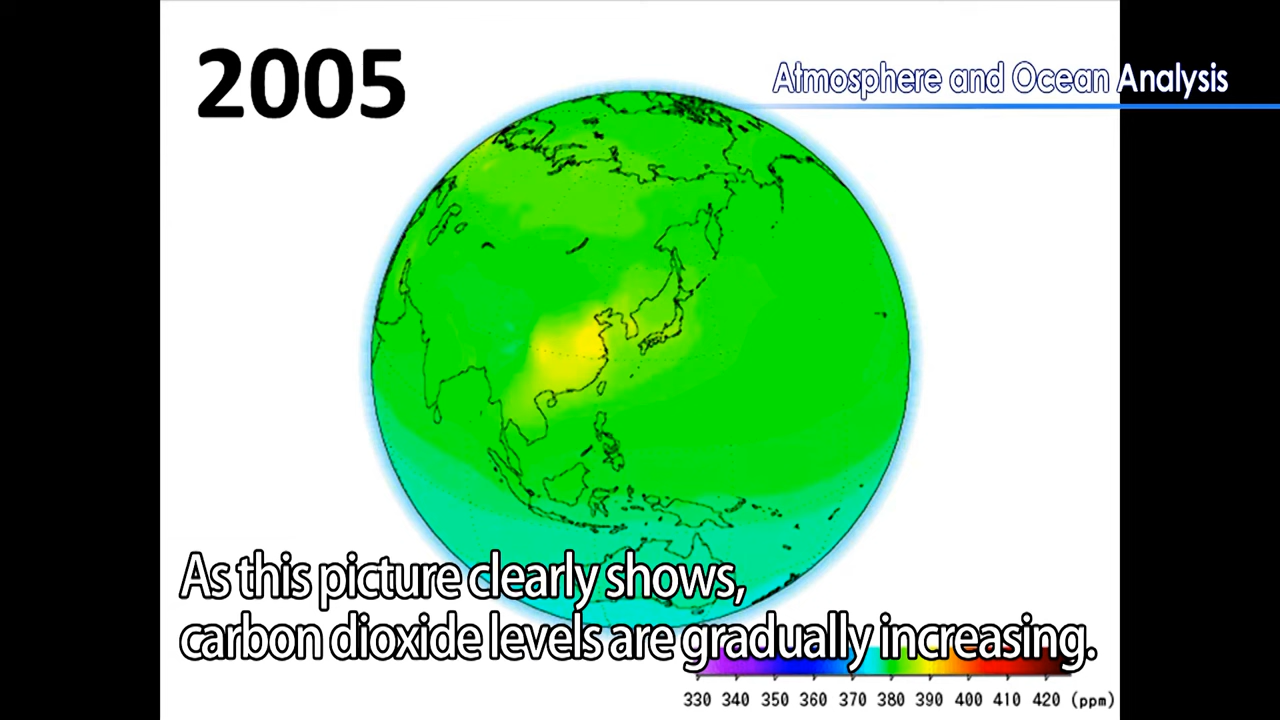 2005
Atmosphere and Ocean Analysis
As this picture clearly shows,
carbon dioxide levels are gradually increasing.
330 340 350 360 370 380 390 400 410 420 (ppm)